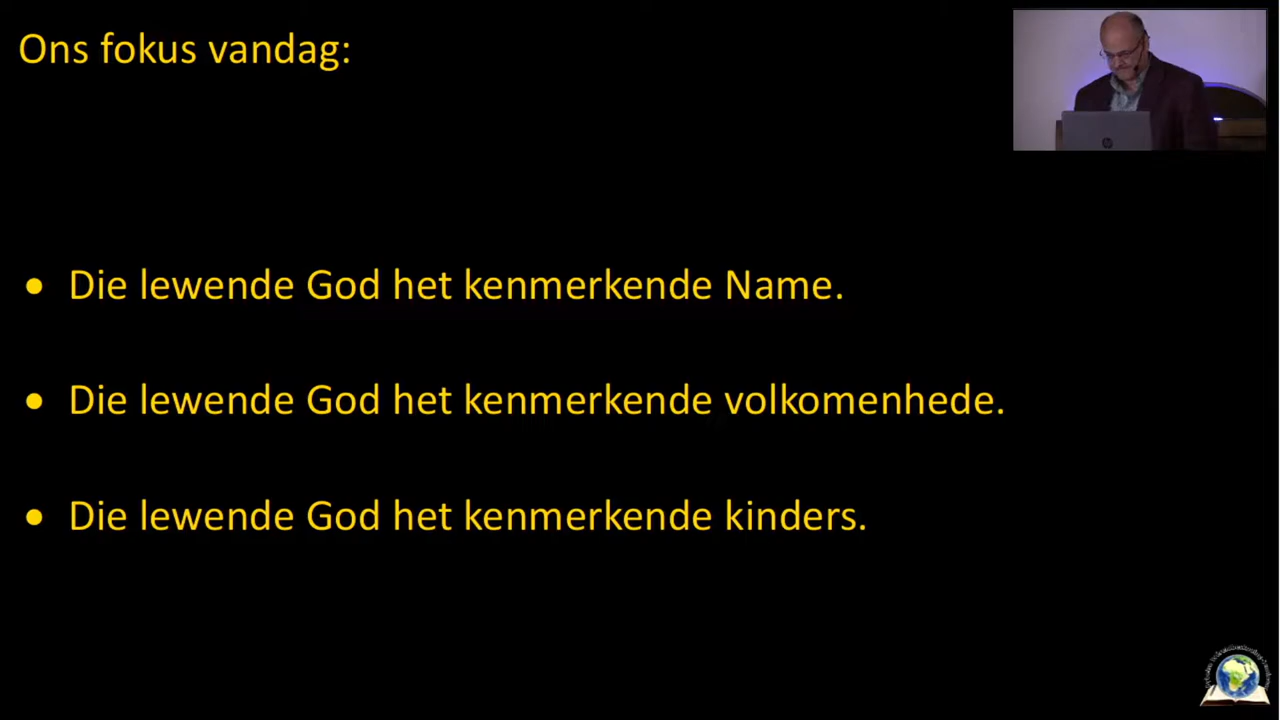 Ons fokus vandag:
● Die lewende God het kenmerkende Name.
● Die lewende God het kenmerkende volkomenhede.
● Die lewende God het kenmerkende kinders.